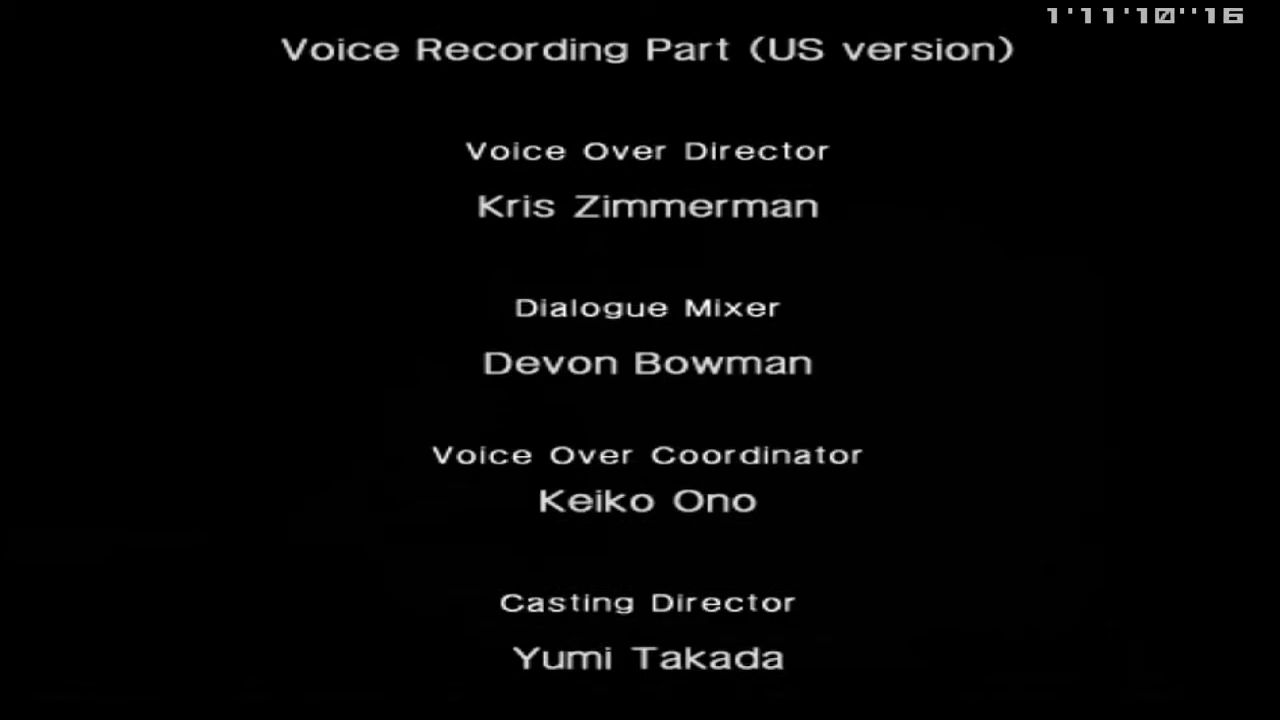 1'11'10''16
Voice Recording Part (US version)
Voice Over Director
Kris Zimmerman
Dialogue Mixer
Devon Bowman
Voice Over Coordinator
Keiko Ono
Casting Director
Yumi Takada